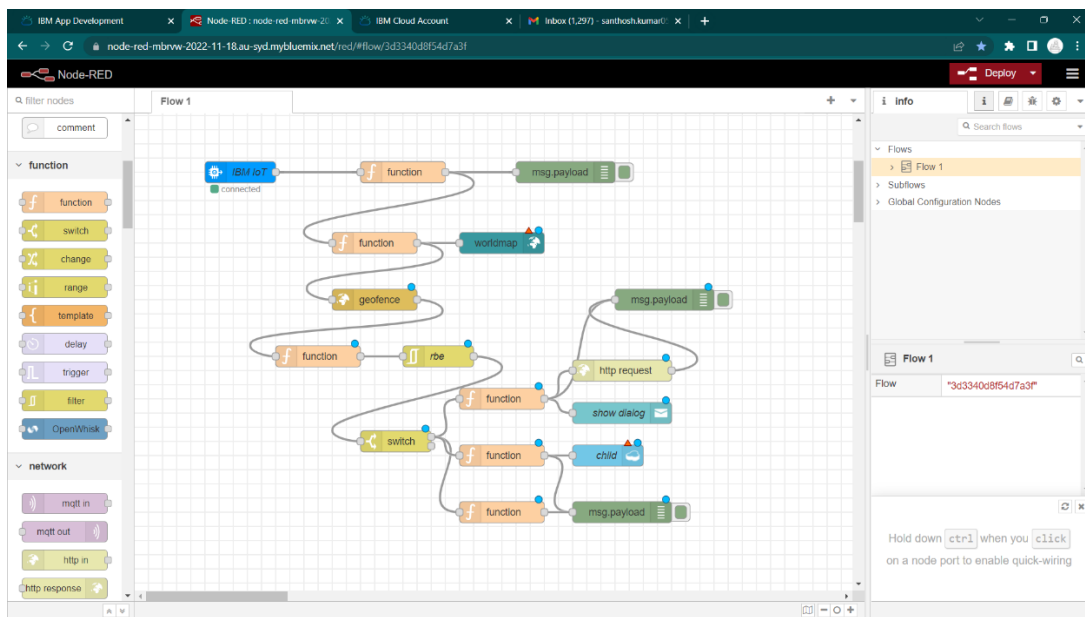 IBM App Development
Node-RED : node-red-mbrvw-20
IBM Cloud Account
Inbox (1,297) - santhosh.kumar0
node-red-mbrvw-2022-11-18.au-syd.mybluemix.net/red/#flow/3d3340d8f54d7a3f
Node-RED
Deploy
filter nodes
Flow 1
info
comment
Search flows
Flows
Flow 1
Subflows
Global Configuration Nodes
function
function
switch
change
range
template
delay
trigger
filter
OpenWhisk
network
mqtt in
mqtt out
http in
http response
IBM IoT
connected
function
msg.payload
function
worldmap
geofence
msg.payload
function
rbe
http request
function
show dialog
switch
function
child
function
msg.payload
Flow 1
Flow
"3d3340d8f54d7a3f"
Hold down ctrl when you click
on a node port to enable quick-wiring